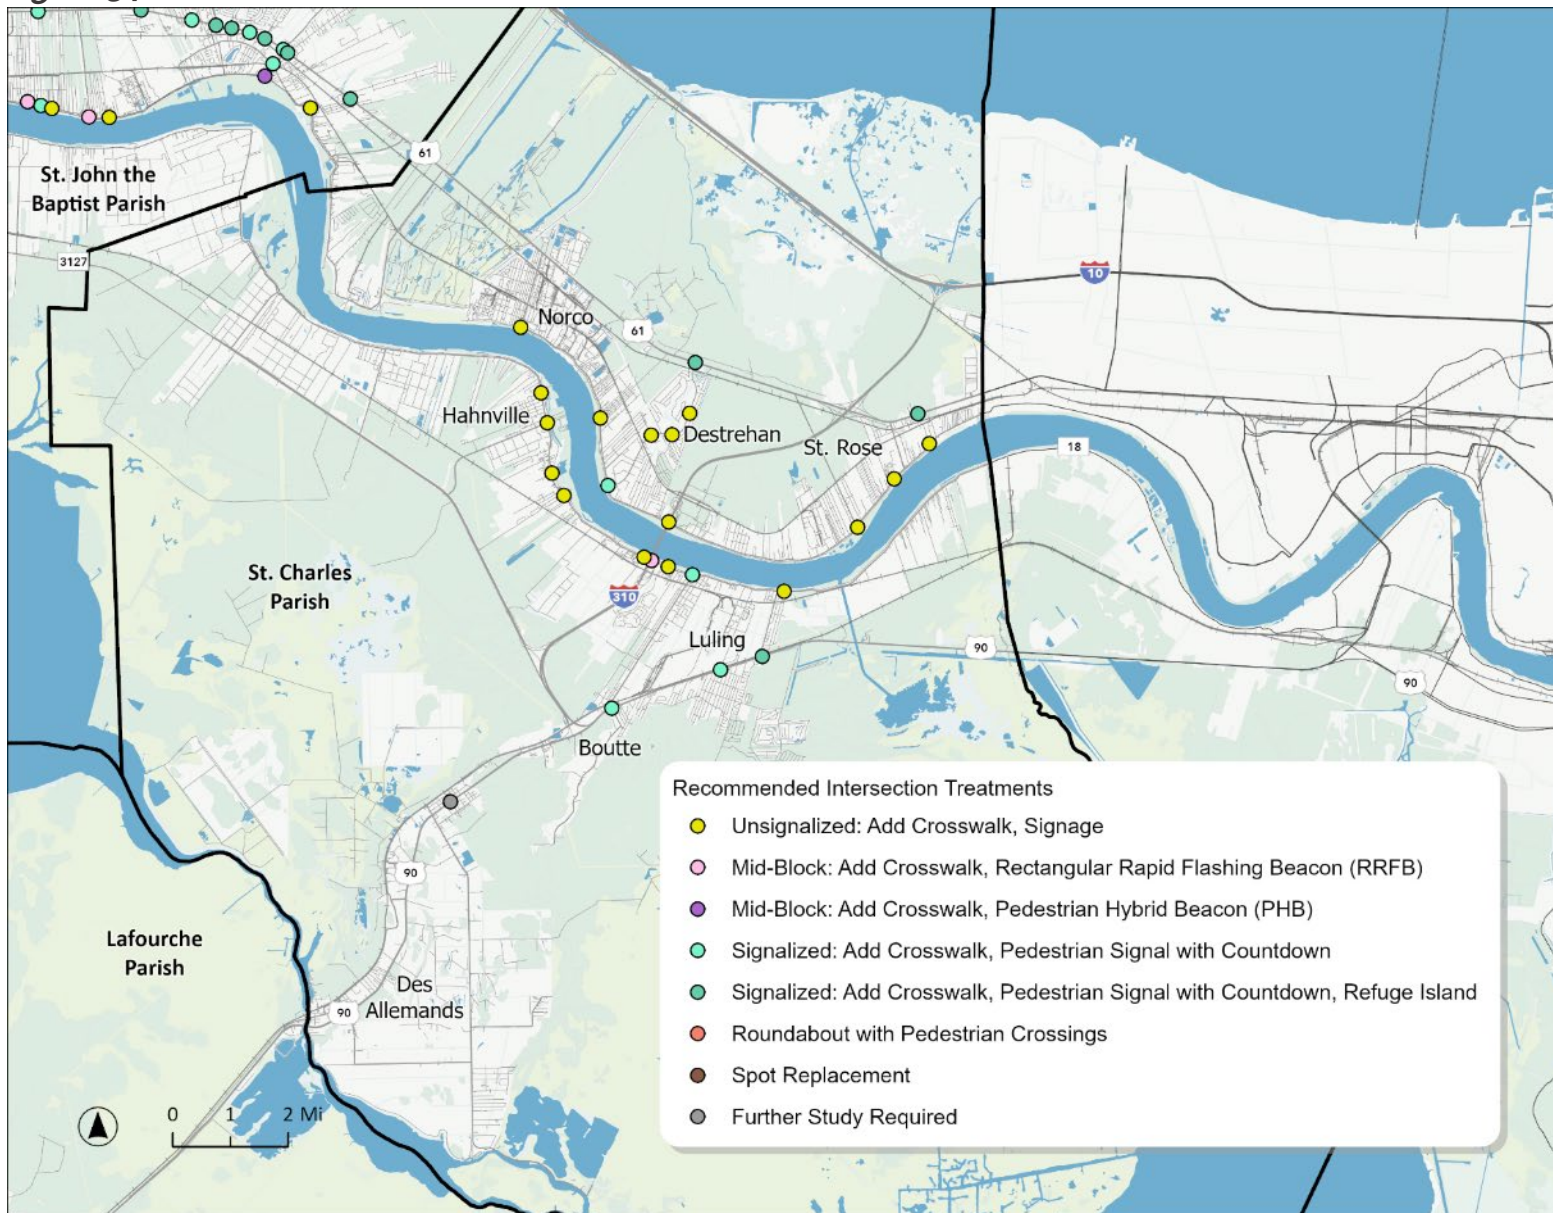 61
St. John the
Baptist Parish
3127
10
Norco
61
Hahnville
Destrehan
St. Rose
18
St. Charles
Parish
310
Luling
90
90
Boutte
90
Lafourche
Parish
Des
Allemands
90
0 1 2 Mi
Recommended Intersection Treatments
Unsignalized: Add Crosswalk, Signage
Mid-Block: Add Crosswalk, Rectangular Rapid Flashing Beacon (RRFB)
Mid-Block: Add Crosswalk, Pedestrian Hybrid Beacon (PHB)
Signalized: Add Crosswalk, Pedestrian Signal with Countdown
Signalized: Add Crosswalk, Pedestrian Signal with Countdown, Refuge Island
Roundabout with Pedestrian Crossings
Spot Replacement
Further Study Required